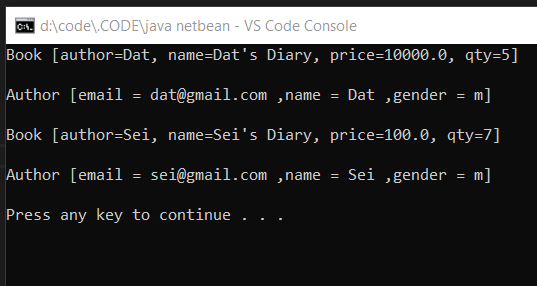 d:\code\.CODE\java netbean - VS Code Console
Book [author=Dat, name=Dat's Diary, price=10000.0, qty=5]
Author [email = dat@gmail.com ,name = Dat ,gender = m]
Book [author=Sei, name=Sei's Diary, price=100.0, qty=7]
Author [email = sei@gmail.com ,name = Sei ,gender = m]
Press any key to continue . . .